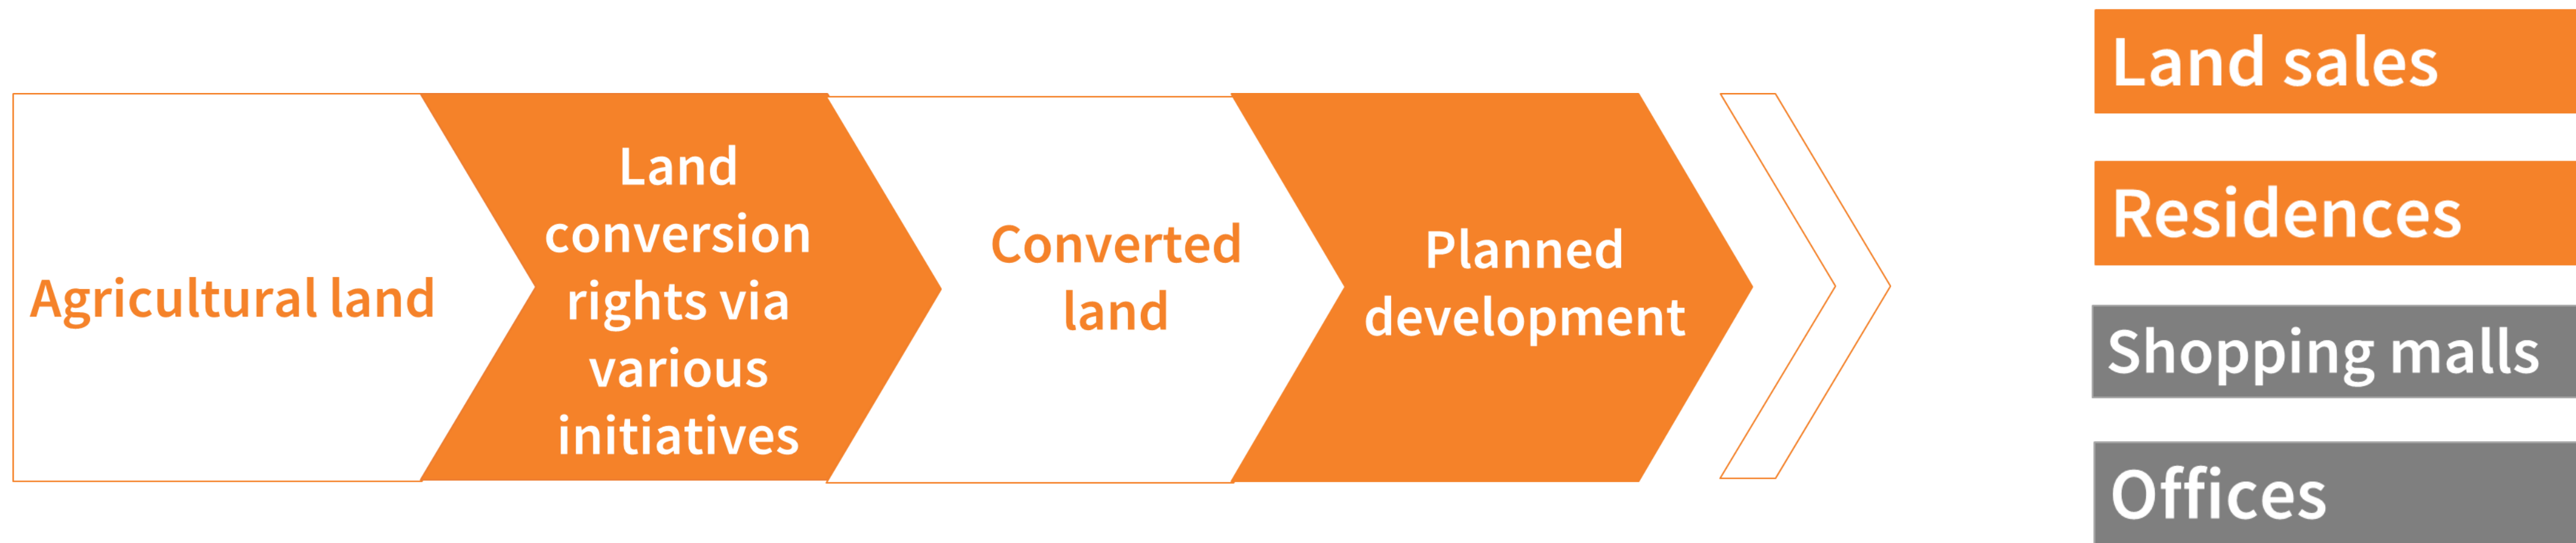 Agricultural land
Land
conversion
rights via
various
initiatives
Converted
land
Planned
development
Land sales
Residences
Shopping malls
Offices